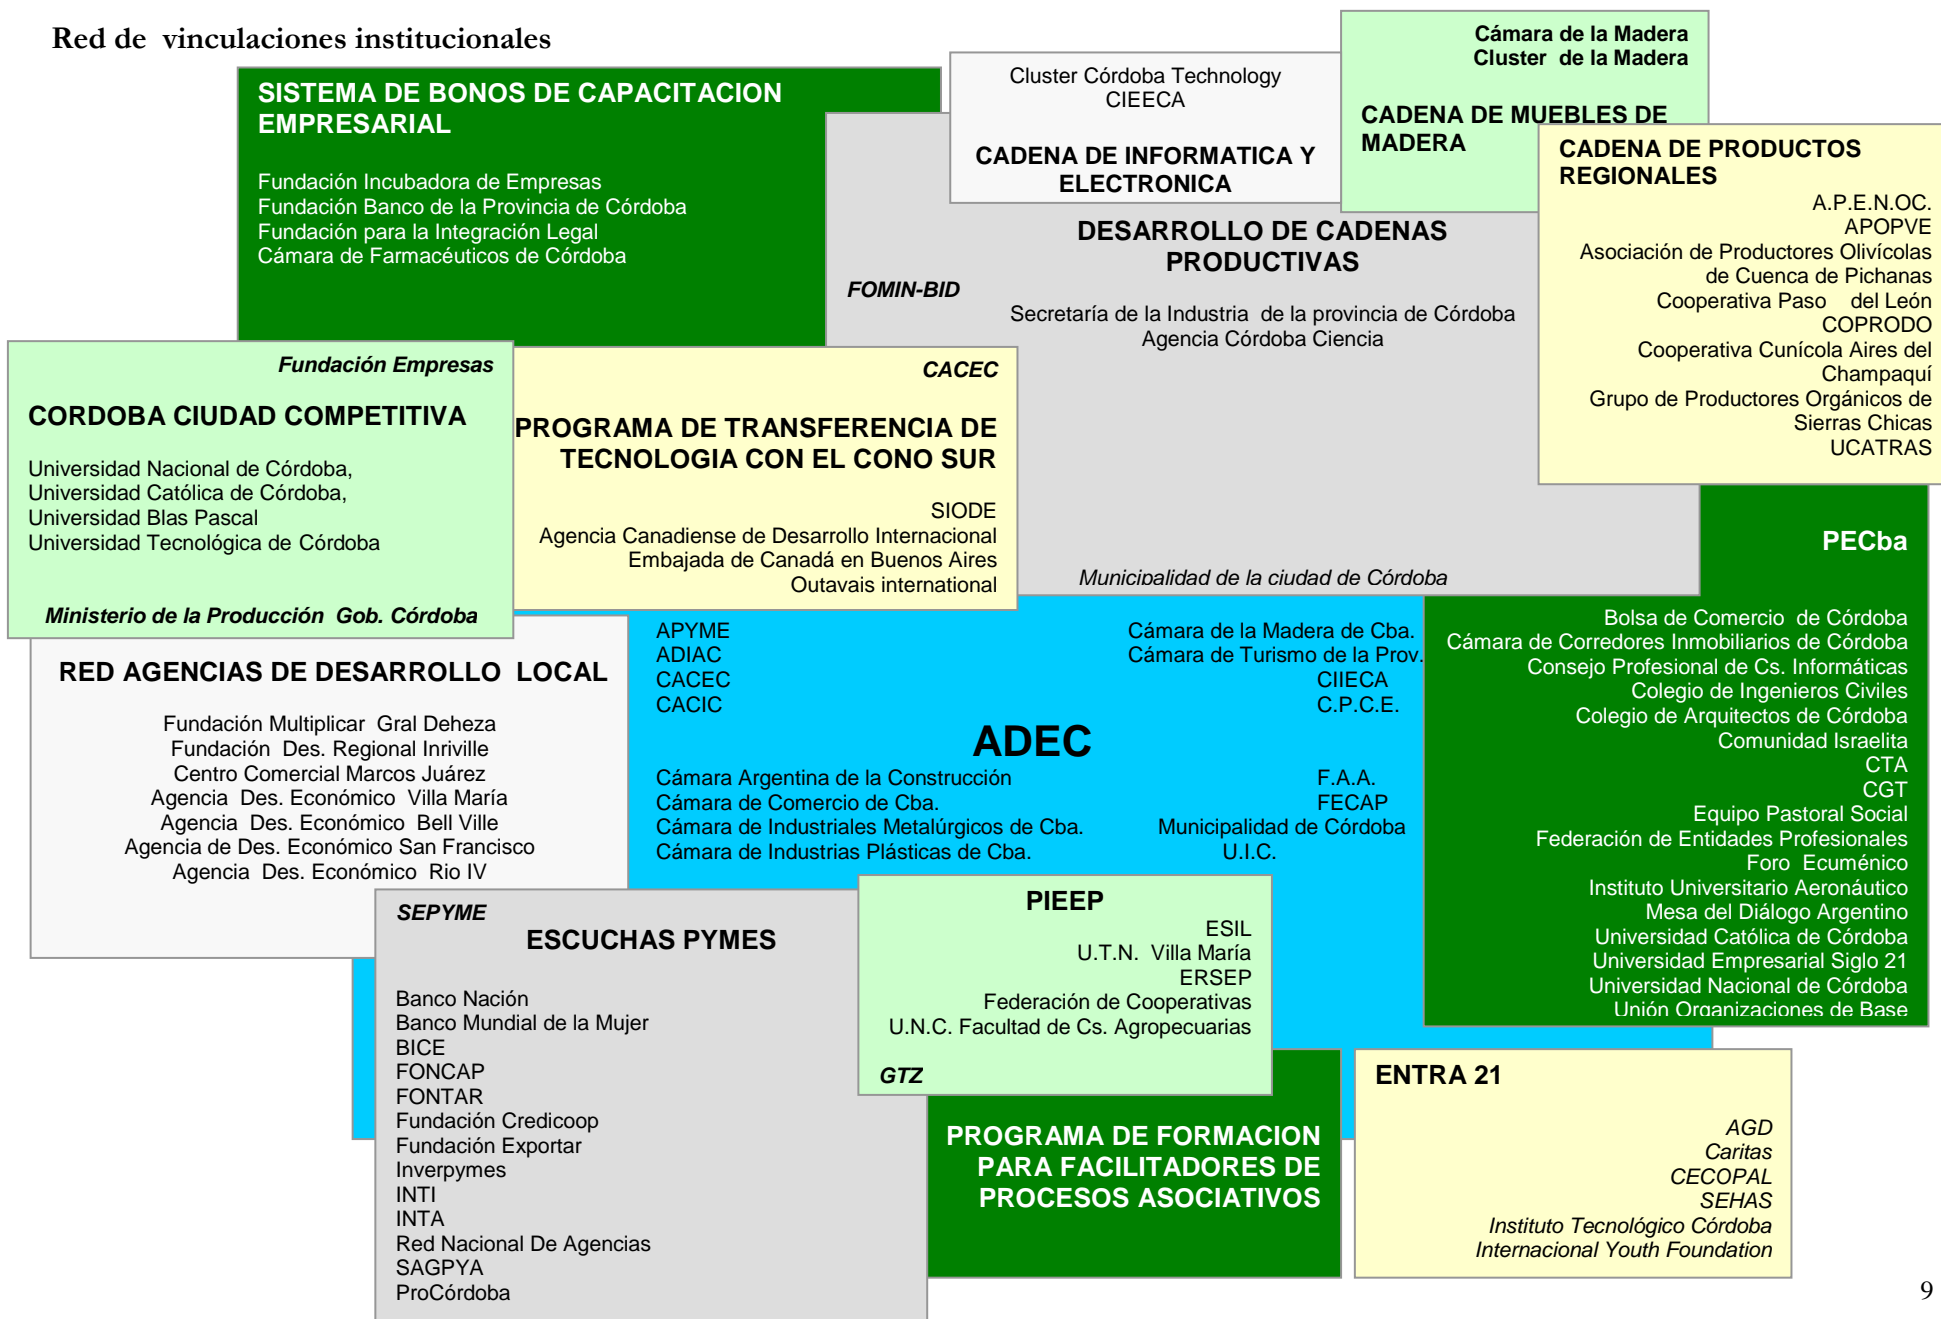 Red de vinculaciones institucionales
SISTEMA DE BONOS DE CAPACITACION
EMPRESARIAL
Fundación Incubadora de Empresas
Fundación Banco de la Provincia de Córdoba
Fundación para la Integración Legal
Cámara de Farmacéuticos de Córdoba
Cluster Córdoba Technology
CIEECA
CADENA DE INFORMATICA Y
ELECTRONICA
Cámara de la Madera
Cluster de la Madera
CADENA DE MUEBLES DE
MADERA
CADENA DE PRODUCTOS
REGIONALES
A.P.E.N.OC.
APOPVE
Asociación de Productores Olivícolas
de Cuenca de Pichanas
Cooperativa Paso del León
COPRODO
Cooperativa Cunícola Aires del
Champaquí
Grupo de Productores Orgánicos de
Sierras Chicas
UCATRAS
DESARROLLO DE CADENAS
PRODUCTIVAS
FOMIN-BID
Secretaría de la Industria de la provincia de Córdoba
Agencia Córdoba Ciencia
Municipalidad de la ciudad de Córdoba
Fundación Empresas
CORDOBA CIUDAD COMPETITIVA
Universidad Nacional de Córdoba,
Universidad Católica de Córdoba,
Universidad Blas Pascal
Universidad Tecnológica de Córdoba
Ministerio de la Producción Gob. Córdoba
CACEC
PROGRAMA DE TRANSFERENCIA DE
TECNOLOGIA CON EL CONO SUR
SIODE
Agencia Canadiense de Desarrollo Internacional
Embajada de Canadá en Buenos Aires
Outavais international
PECba
Bolsa de Comercio de Córdoba
Cámara de Corredores Inmobiliarios de Córdoba
Consejo Profesional de Cs. Informáticas
Colegio de Ingenieros Civiles
Colegio de Arquitectos de Córdoba
Comunidad Israelita
CTA
CGT
Equipo Pastoral Social
Federación de Entidades Profesionales
Foro Ecuménico
Instituto Universitario Aeronáutico
Mesa del Diálogo Argentino
Universidad Católica de Córdoba
Universidad Empresarial Siglo 21
Universidad Nacional de Córdoba
Unión Organizaciones de Base
RED AGENCIAS DE DESARROLLO LOCAL
Fundación Multiplicar Gral Deheza
Fundación Des. Regional Inriville
Centro Comercial Marcos Juárez
Agencia Des. Económico Villa María
Agencia Des. Económico Bell Ville
Agencia de Des. Económico San Francisco
Agencia Des. Económico Rio IV
APYME Cámara de la Madera de Cba.
ADIAC Cámara de Turismo de la Prov.
CACEC CIIECA
CACIC C.P.C.E.
ADEC
Cámara Argentina de la Construcción F.A.A.
Cámara de Comercio de Cba. FECAP
Cámara de Industriales Metalúrgicos de Cba. Municipalidad de Córdoba
Cámara de Industrias Plásticas de Cba. U.I.C.
SEPYME
ESCUCHAS PYMES
Banco Nación
Banco Mundial de la Mujer
BICE
FONCAP
FONTAR
Fundación Credicoop
Fundación Exportar
Inverpymes
INTI
INTA
Red Nacional De Agencias
SAGPYA
ProCórdoba
PIEEP
ESIL
U.T.N. Villa María
ERSEP
Federación de Cooperativas
U.N.C. Facultad de Cs. Agropecuarias
GTZ
PROGRAMA DE FORMACION
PARA FACILITADORES DE
PROCESOS ASOCIATIVOS
ENTRA 21
AGD
Caritas
CECOPAL
SEHAS
Instituto Tecnológico Córdoba
Internacional Youth Foundation
9